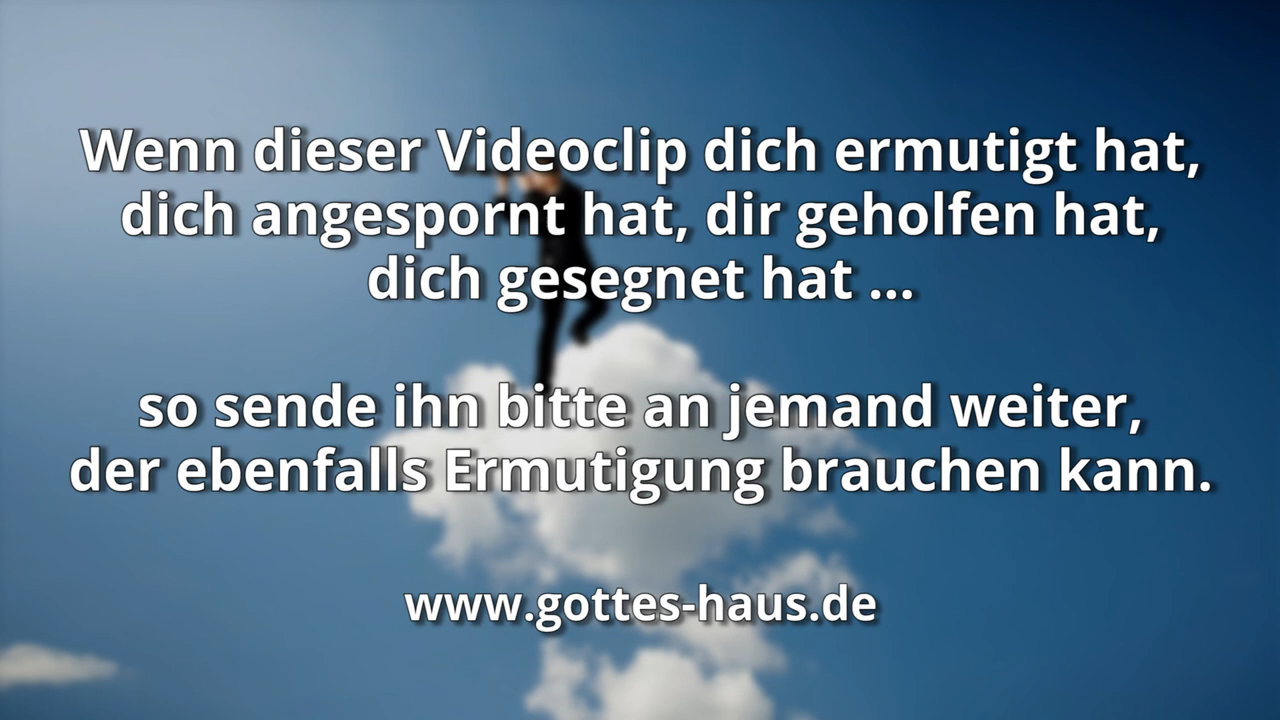 Wenn dieser Videoclip dich ermutigt hat,
dich angespornt hat, dir geholfen hat,
dich gesegnet hat ...
so sende ihn bitte an jemand weiter,
der ebenfalls Ermutigung brauchen kann.
www.gottes-haus.de